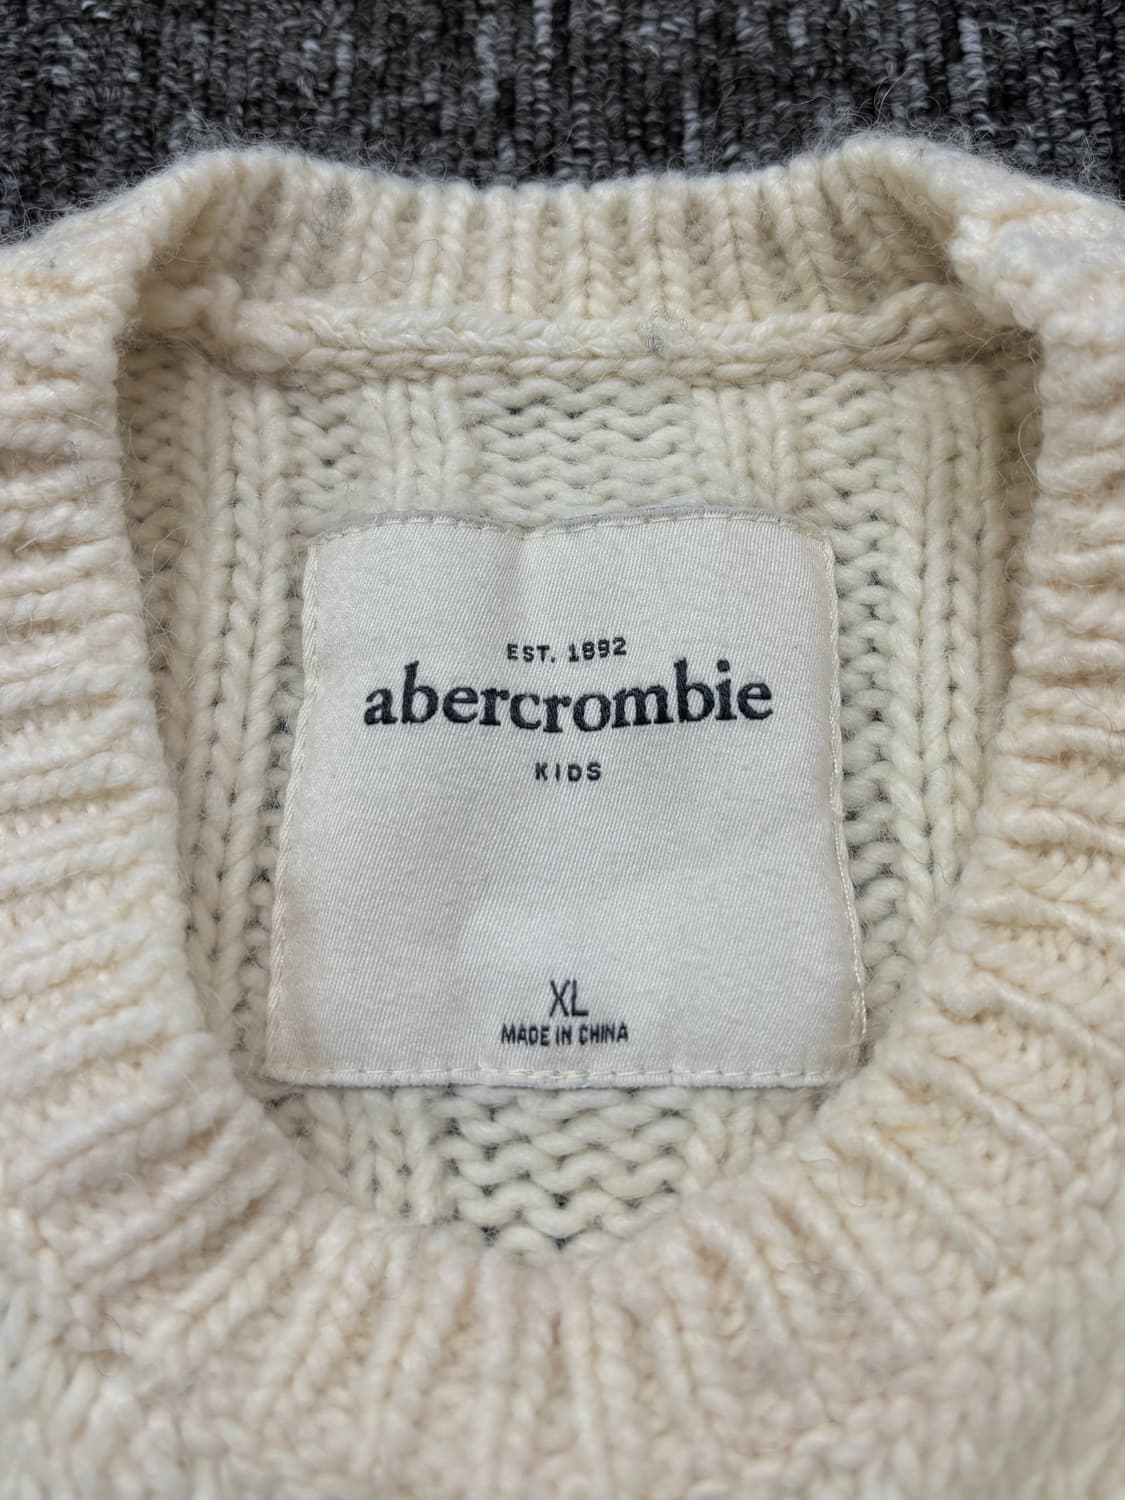 EST. 1892
abercrombie
KIDS
XL
MADE IN CHINA